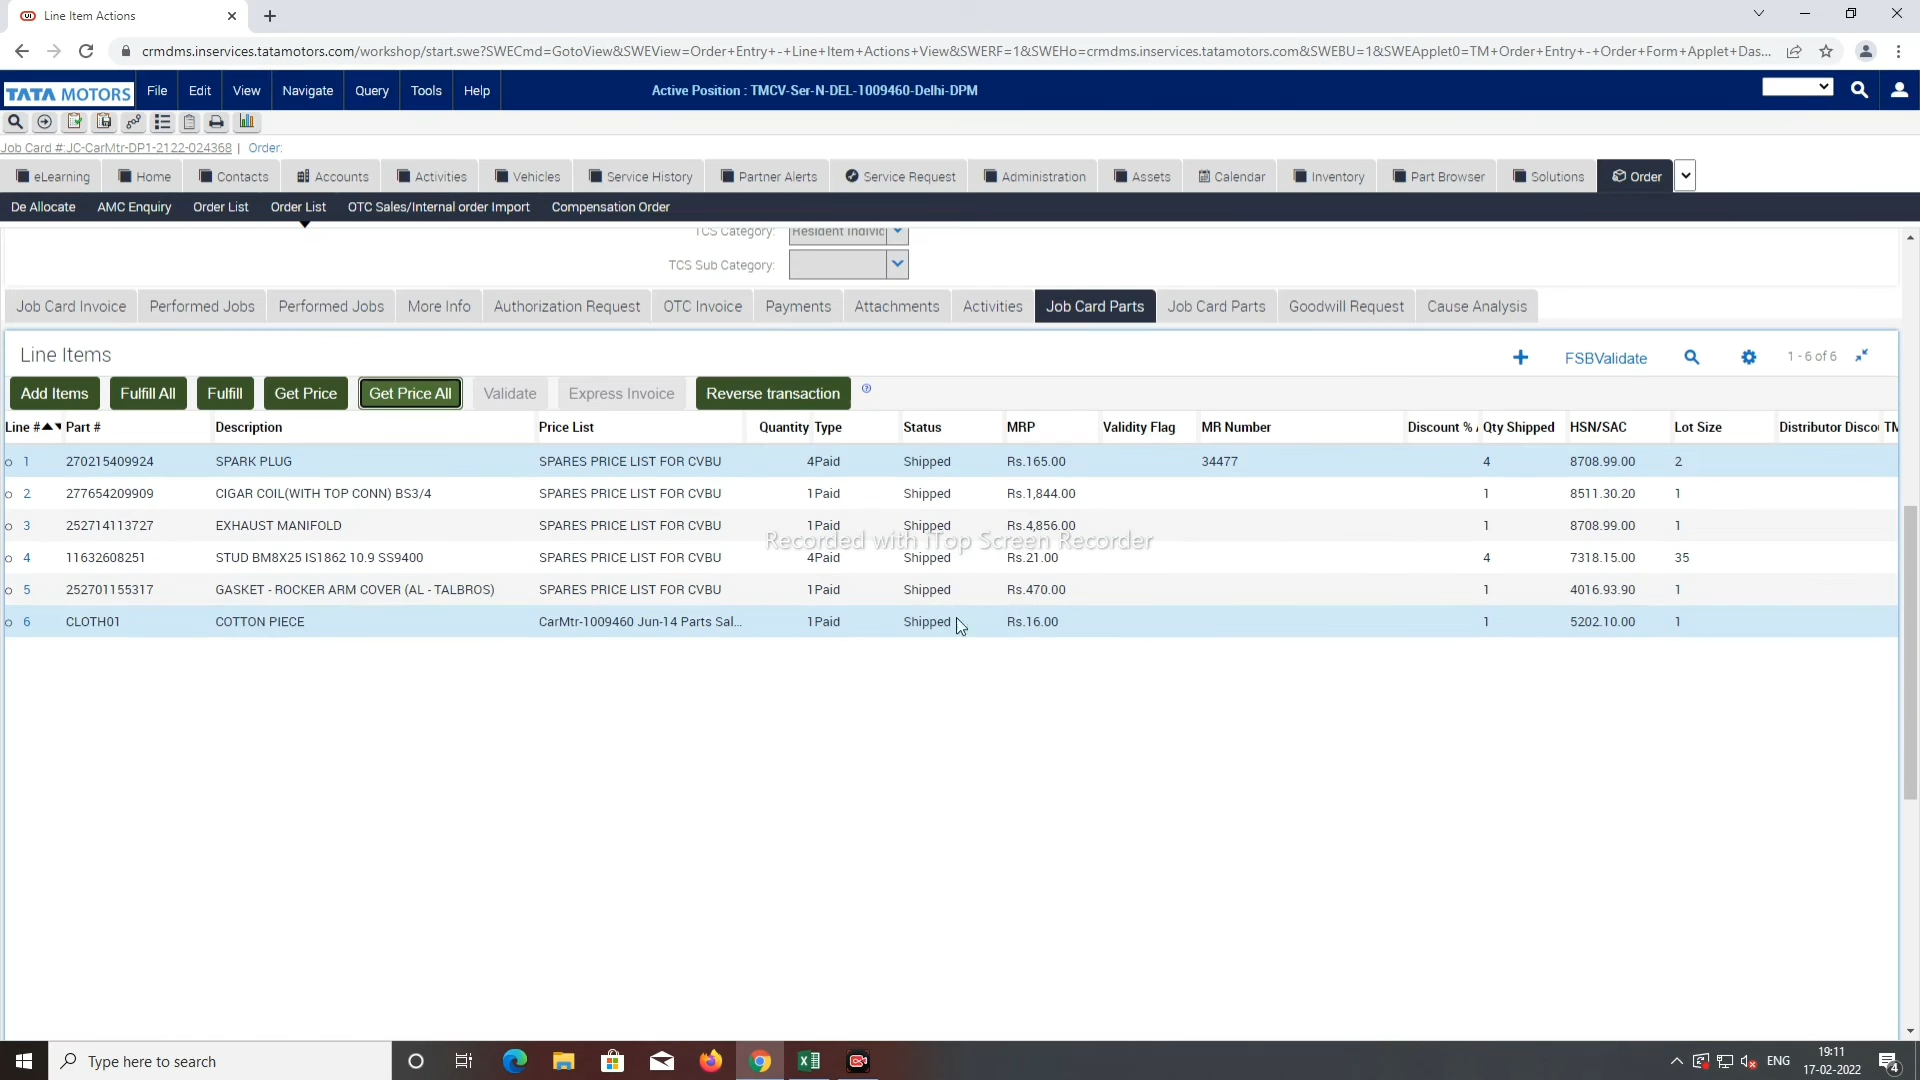 Line Item Actions
crmdms.inservices.tatamotors.com/workshop/start.swe?SWECmd=GotoView&SWEView=Order+Entry+-+Line+Item+Actions+View&SWERF=1&SWEHo=crmdms.inservices.tatamotors.com&SWEBU=1&SWEApplet0=TM+Order+Entry+-+Order+Form+Applet+Das...
TATA MOTORS File Edit View Navigate Query Tools Help Active Position : TMCV-Ser-N-DEL-1009460-Delhi-DPM
Job Card #:JC-CarMtr-DP1-2122-024368 | Order:
eLearning Home Contacts Accounts Activities Vehicles Service History Partner Alerts Service Request Administration Assets Calendar Inventory Part Browser Solutions Order
De Allocate AMC Enquiry Order List Order List OTC Sales/Internal order Import Compensation Order
TCS Category: Resident Individ
TCS Sub Category:
Job Card Invoice Performed Jobs Performed Jobs More Info Authorization Request OTC Invoice Payments Attachments Activities Job Card Parts Job Card Parts Goodwill Request Cause Analysis
Line Items FSBValidate 1 - 6 of 6
Add Items Fulfill All Fulfill Get Price Get Price All Validate Express Invoice Reverse transaction
Line # Part # Description Price List Quantity Type Status MRP Validity Flag MR Number Discount % Qty Shipped HSN/SAC Lot Size Distributor Disco TM
1 270215409924 SPARK PLUG SPARES PRICE LIST FOR CVBU 4 Paid Shipped Rs.165.00 34477 4 8708.99.00 2
2 277654209909 CIGAR COIL(WITH TOP CONN) BS3/4 SPARES PRICE LIST FOR CVBU 1 Paid Shipped Rs.1,844.00 1 8511.30.20 1
3 252714113727 EXHAUST MANIFOLD SPARES PRICE LIST FOR CVBU 1 Paid Shipped Rs.4,856.00 1 8708.99.00 1
Recorded with iTop Screen Recorder
4 11632608251 STUD BM8X25 IS1862 10.9 SS9400 SPARES PRICE LIST FOR CVBU 4 Paid Shipped Rs.21.00 4 7318.15.00 35
5 252701155317 GASKET - ROCKER ARM COVER (AL - TALBROS) SPARES PRICE LIST FOR CVBU 1 Paid Shipped Rs.470.00 1 4016.93.90 1
6 CLOTH01 COTTON PIECE CarMtr-1009460 Jun-14 Parts Sal... 1 Paid Shipped Rs.16.00 1 5202.10.00 1
Type here to search ENG 19:11
17-02-2022 4